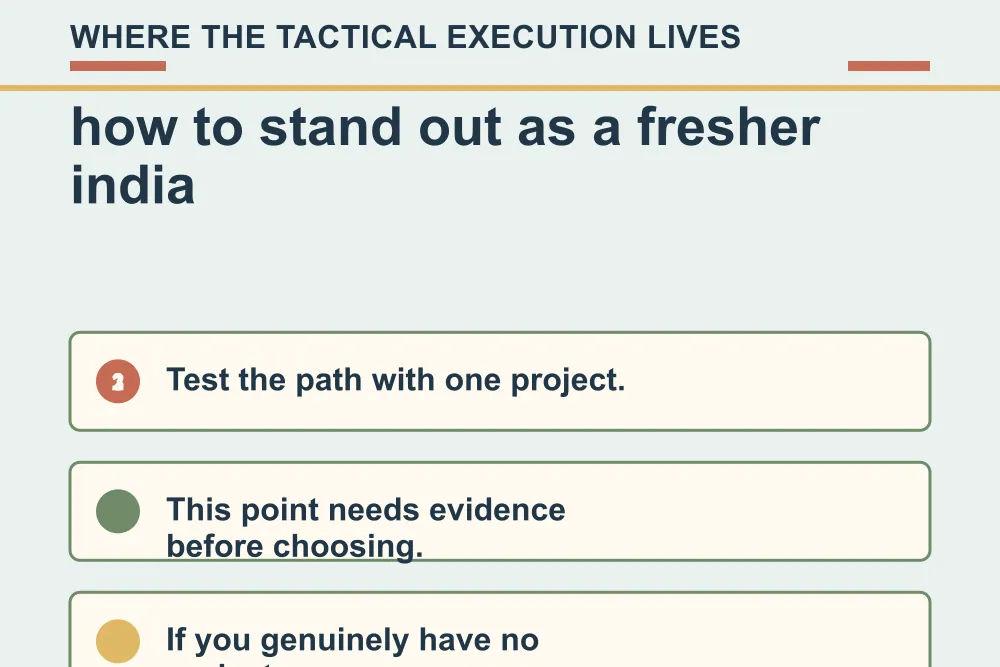 WHERE THE TACTICAL EXECUTION LIVES
how to stand out as a fresher
india
Test the path with one project.
This point needs evidence
before choosing.
If you genuinely have no